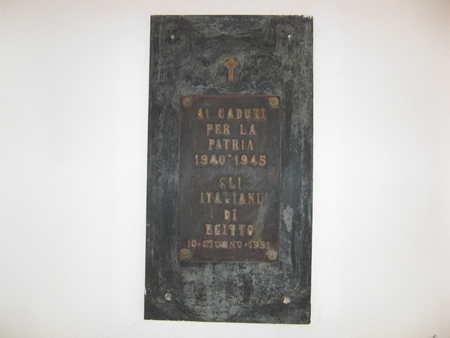 AI CADUTI
PER LA
PATRIA
1940-1945
GLI
ITALIANI
DI
EGITTO
10-GIUGNO-1951